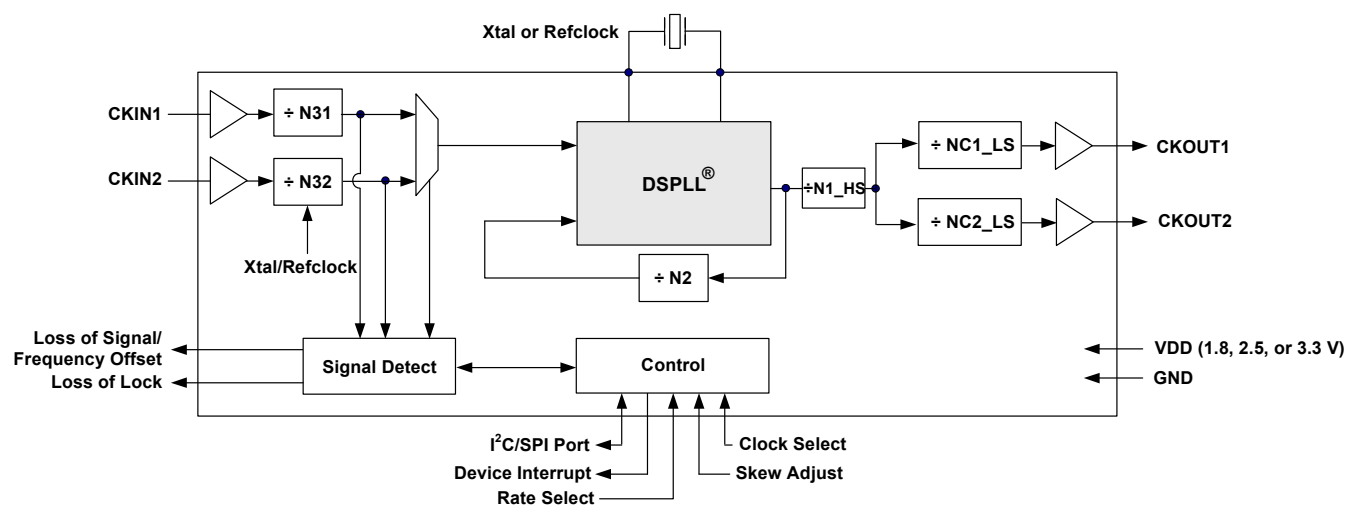 Xtal or Refclock
CKIN1
÷ N31
CKIN2
÷ N32
Xtal/Refclock
DSPLL®
÷N1_HS
÷ NC1_LS
CKOUT1
÷ NC2_LS
CKOUT2
÷ N2
Loss of Signal/
Frequency Offset
Loss of Lock
Signal Detect
Control
VDD (1.8, 2.5, or 3.3 V)
GND
I²C/SPI Port
Device Interrupt
Rate Select
Clock Select
Skew Adjust